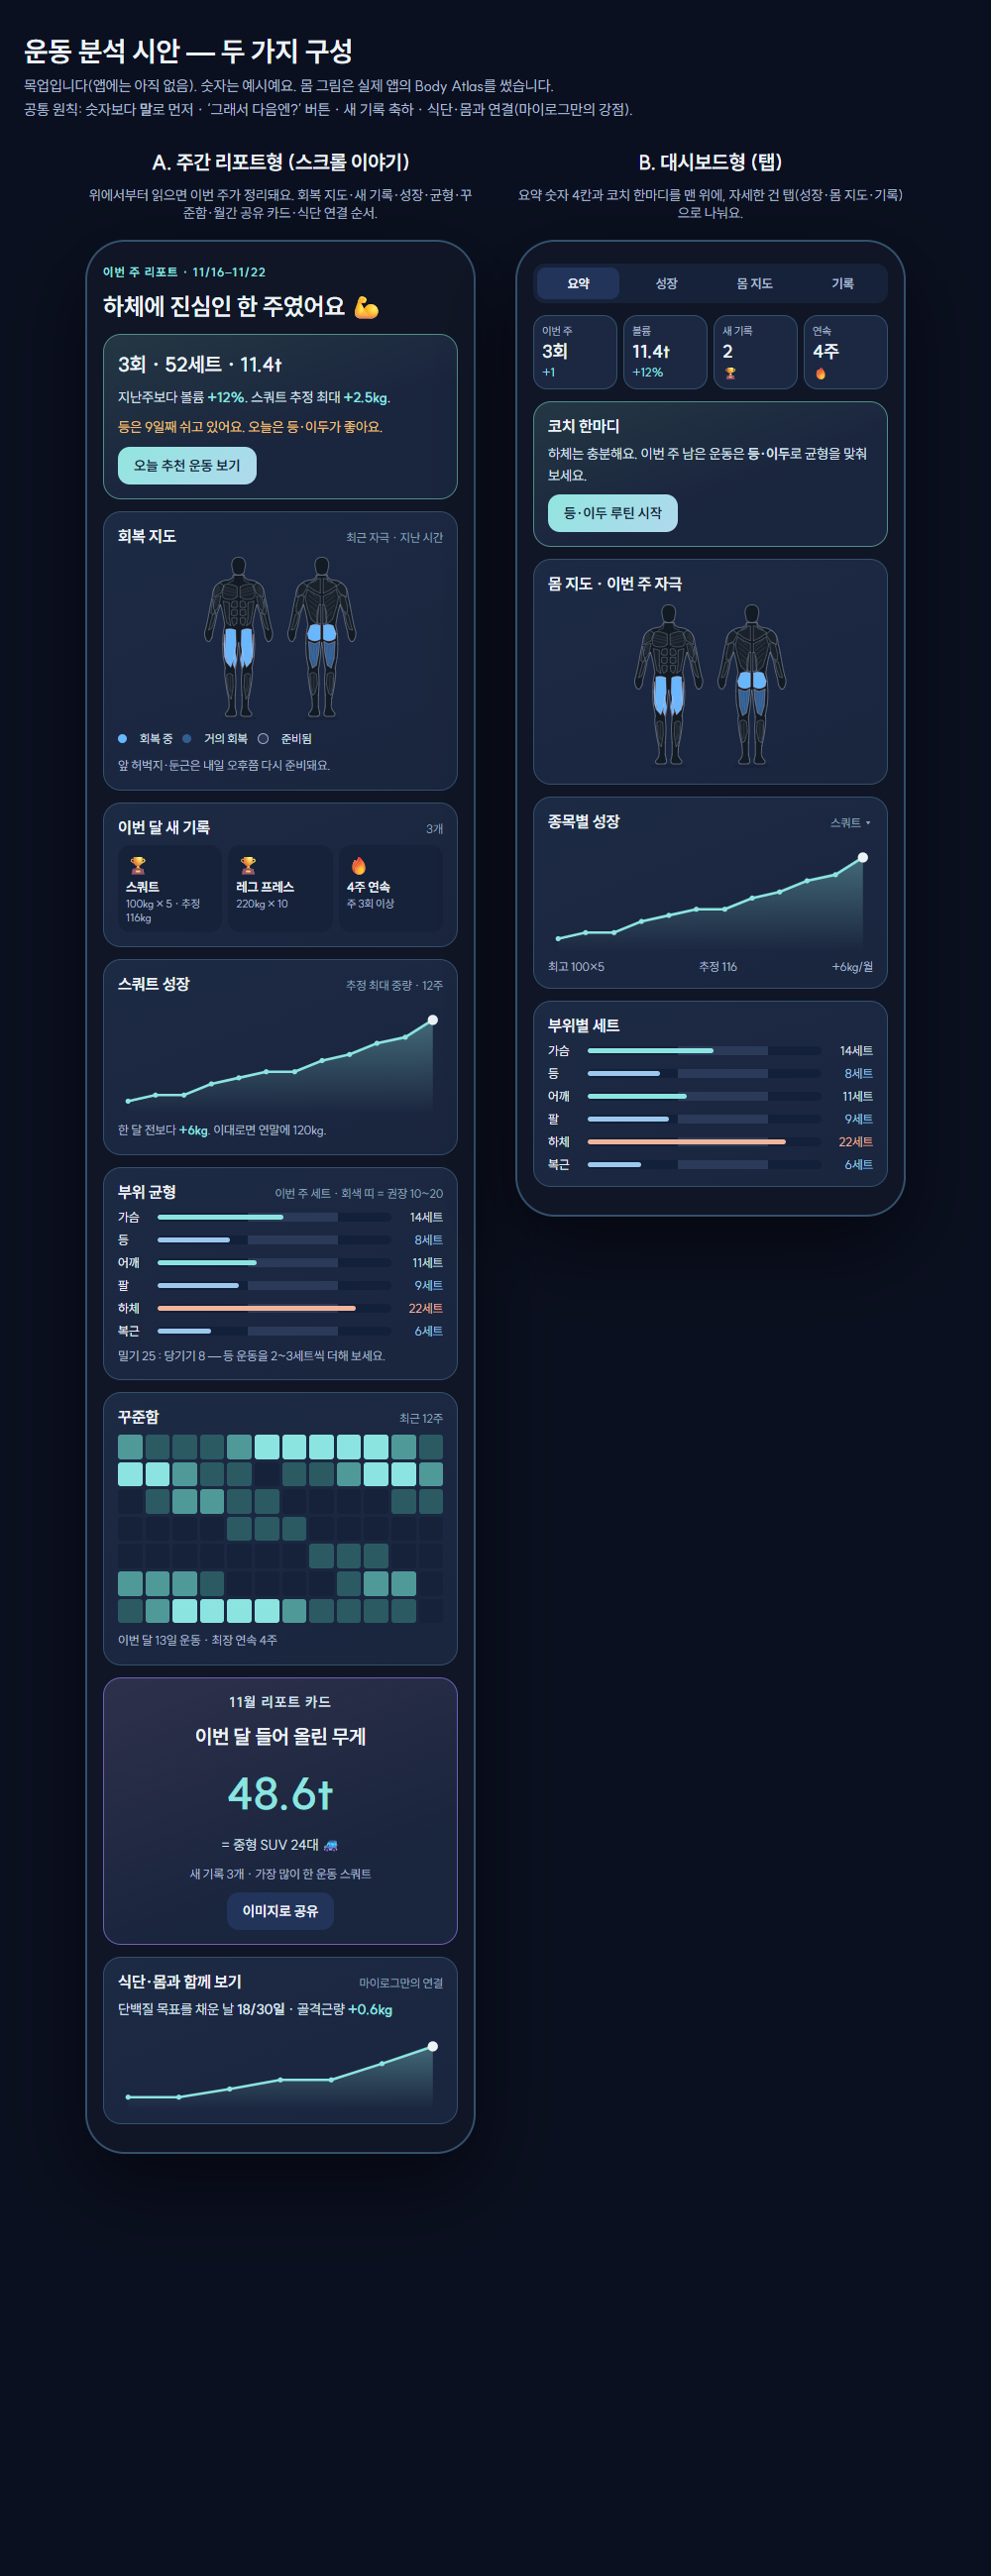 운동 분석 시안 — 두 가지 구성
목업입니다(앱에는 아직 없음). 숫자는 예시예요. 몸 그림은 실제 앱의 Body Atlas를 썼습니다.
공통 원칙: 숫자보다 말로 먼저 · ‘그래서 다음엔?’ 버튼 · 새 기록 축하 · 식단·몸과 연결(마이로그만의 강점).
A. 주간 리포트형 (스크롤 이야기)
위에서부터 읽으면 이번 주가 정리돼요. 회복 지도·새 기록·성장·균형·꾸
준함·월간 공유 카드·식단 연결 순서.
이번 주 리포트 · 11/16–11/22
하체에 진심인 한 주였어요 💪
3회 · 52세트 · 11.4t
지난주보다 볼륨 +12%. 스쿼트 추정 최대 +2.5kg.
등은 9일째 쉬고 있어요. 오늘은 등·이두가 좋아요.
오늘 추천 운동 보기
회복 지도
최근 자극 · 지난 시간
회복 중 거의 회복 준비됨
앞 허벅지·둔근은 내일 오후쯤 다시 준비돼요.
이번 달 새 기록
3개
🏆
스쿼트
100kg × 5 · 추정
116kg
🏆
레그 프레스
220kg × 10
🔥
4주 연속
주 3회 이상
스쿼트 성장
추정 최대 중량 · 12주
한 달 전보다 +6kg. 이대로면 연말에 120kg.
부위 균형
이번 주 세트 · 회색 띠 = 권장 10~20
가슴 14세트
등 8세트
어깨 11세트
팔 9세트
하체 22세트
복근 6세트
밀기 25 : 당기기 8 — 등 운동을 2~3세트씩 더해 보세요.
꾸준함
최근 12주
이번 달 13일 운동 · 최장 연속 4주
11월 리포트 카드
이번 달 들어 올린 무게
48.6t
= 중형 SUV 24대 🚙
새 기록 3개 · 가장 많이 한 운동 스쿼트
이미지로 공유
식단·몸과 함께 보기
마이로그만의 연결
단백질 목표를 채운 날 18/30일 · 골격근량 +0.6kg
B. 대시보드형 (탭)
요약 숫자 4칸과 코치 한마디를 맨 위에, 자세한 건 탭(성장·몸 지도·기록)
으로 나눠요.
요약 성장 몸 지도 기록
이번 주
3회
+1
볼륨
11.4t
+12%
새 기록
2
🏆
연속
4주
🔥
코치 한마디
하체는 충분해요. 이번 주 남은 운동은 등·이두로 균형을 맞춰
보세요.
등·이두 루틴 시작
몸 지도 · 이번 주 자극
종목별 성장
스쿼트 ▾
최고 100×5 추정 116 +6kg/월
부위별 세트
가슴 14세트
등 8세트
어깨 11세트
팔 9세트
하체 22세트
복근 6세트